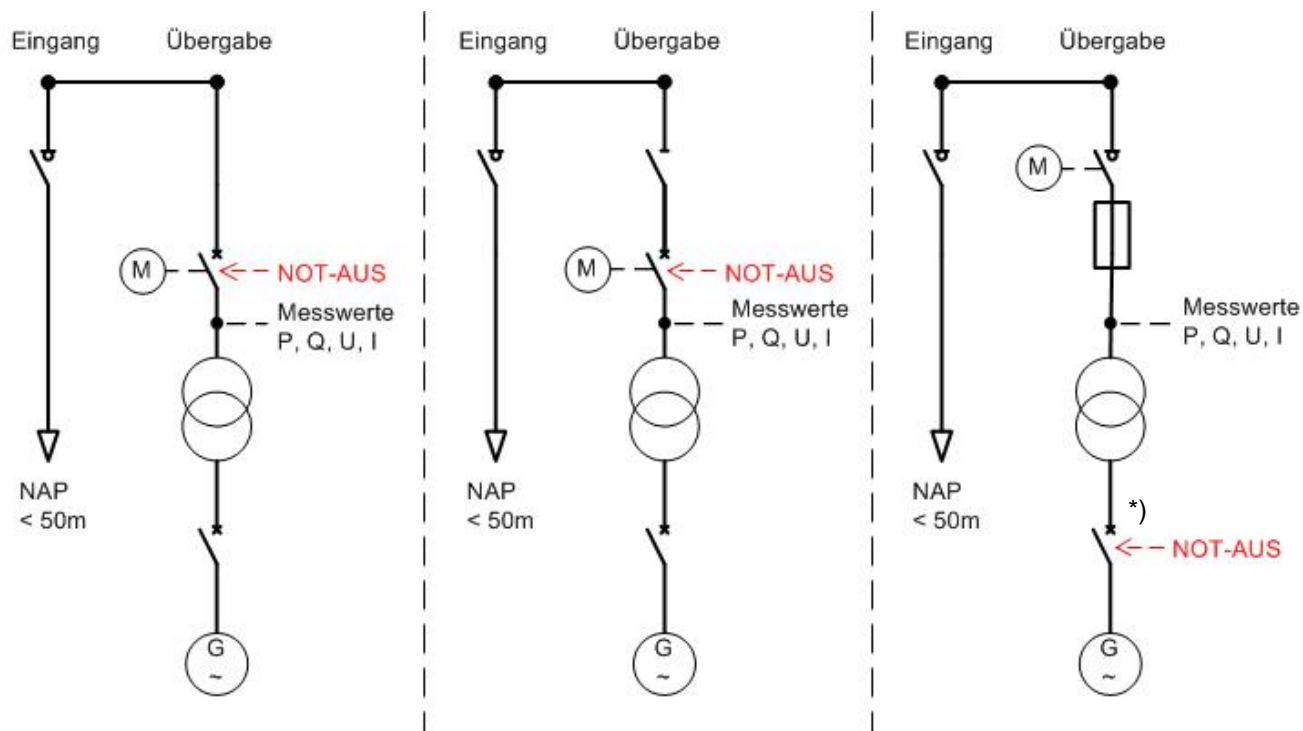 Eingang Übergabe
M
NOT-AUS
Messwerte
P, Q, U, I
NAP
< 50m
G
~
Eingang Übergabe
M
NOT-AUS
Messwerte
P, Q, U, I
NAP
< 50m
G
~
Eingang Übergabe
M
Messwerte
P, Q, U, I
NAP
< 50m
*)
NOT-AUS
G
~